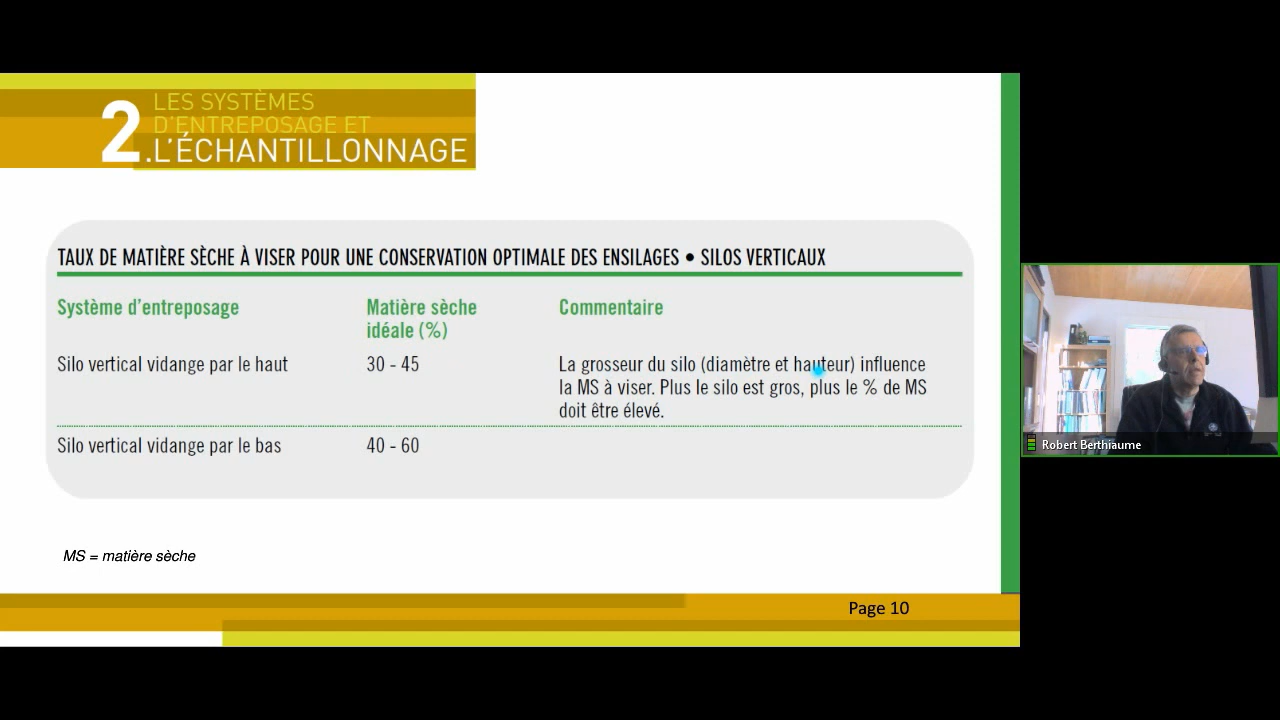 2.
LES SYSTÈMES
D'ENTREPOSAGE ET
L'ÉCHANTILLONNAGE
TAUX DE MATIÈRE SÈCHE À VISER POUR UNE CONSERVATION OPTIMALE DES ENSILAGES • SILOS VERTICAUX
Système d'entreposage
Matière sèche
idéale (%)
Commentaire
Silo vertical vidange par le haut
30 - 45
La grosseur du silo (diamètre et hauteur) influence
la MS à viser. Plus le silo est gros, plus le % de MS
doit être élevé.
Silo vertical vidange par le bas
40 - 60
MS = matière sèche
Page 10
Robert Berthiaume